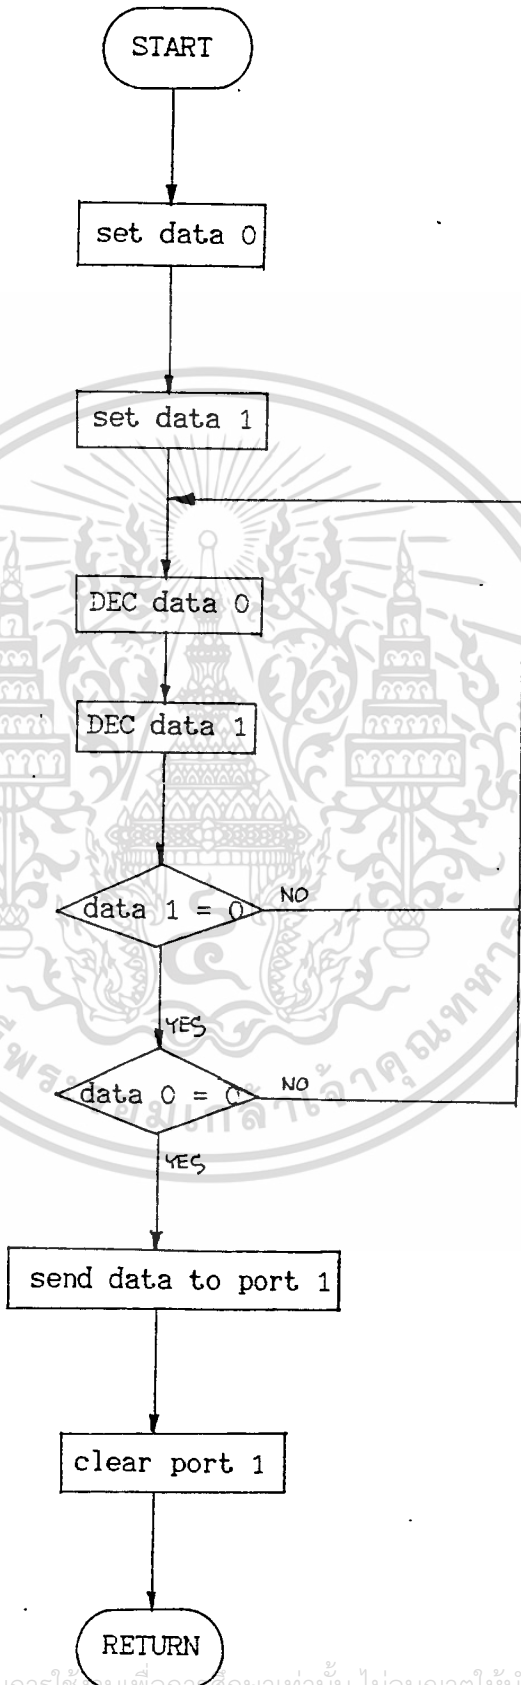 START
set data 0
set data 1
DEC data 0
DEC data 1
data 1 = 0
NO
YES
data 0 = 0
NO
YES
send data to port 1
clear port 1
RETURN